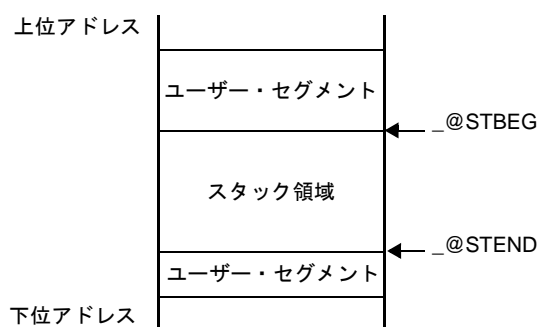 上位アドレス
ユーザー・セグメント
_@STBEG
スタック領域
_@STEND
ユーザー・セグメント
下位アドレス